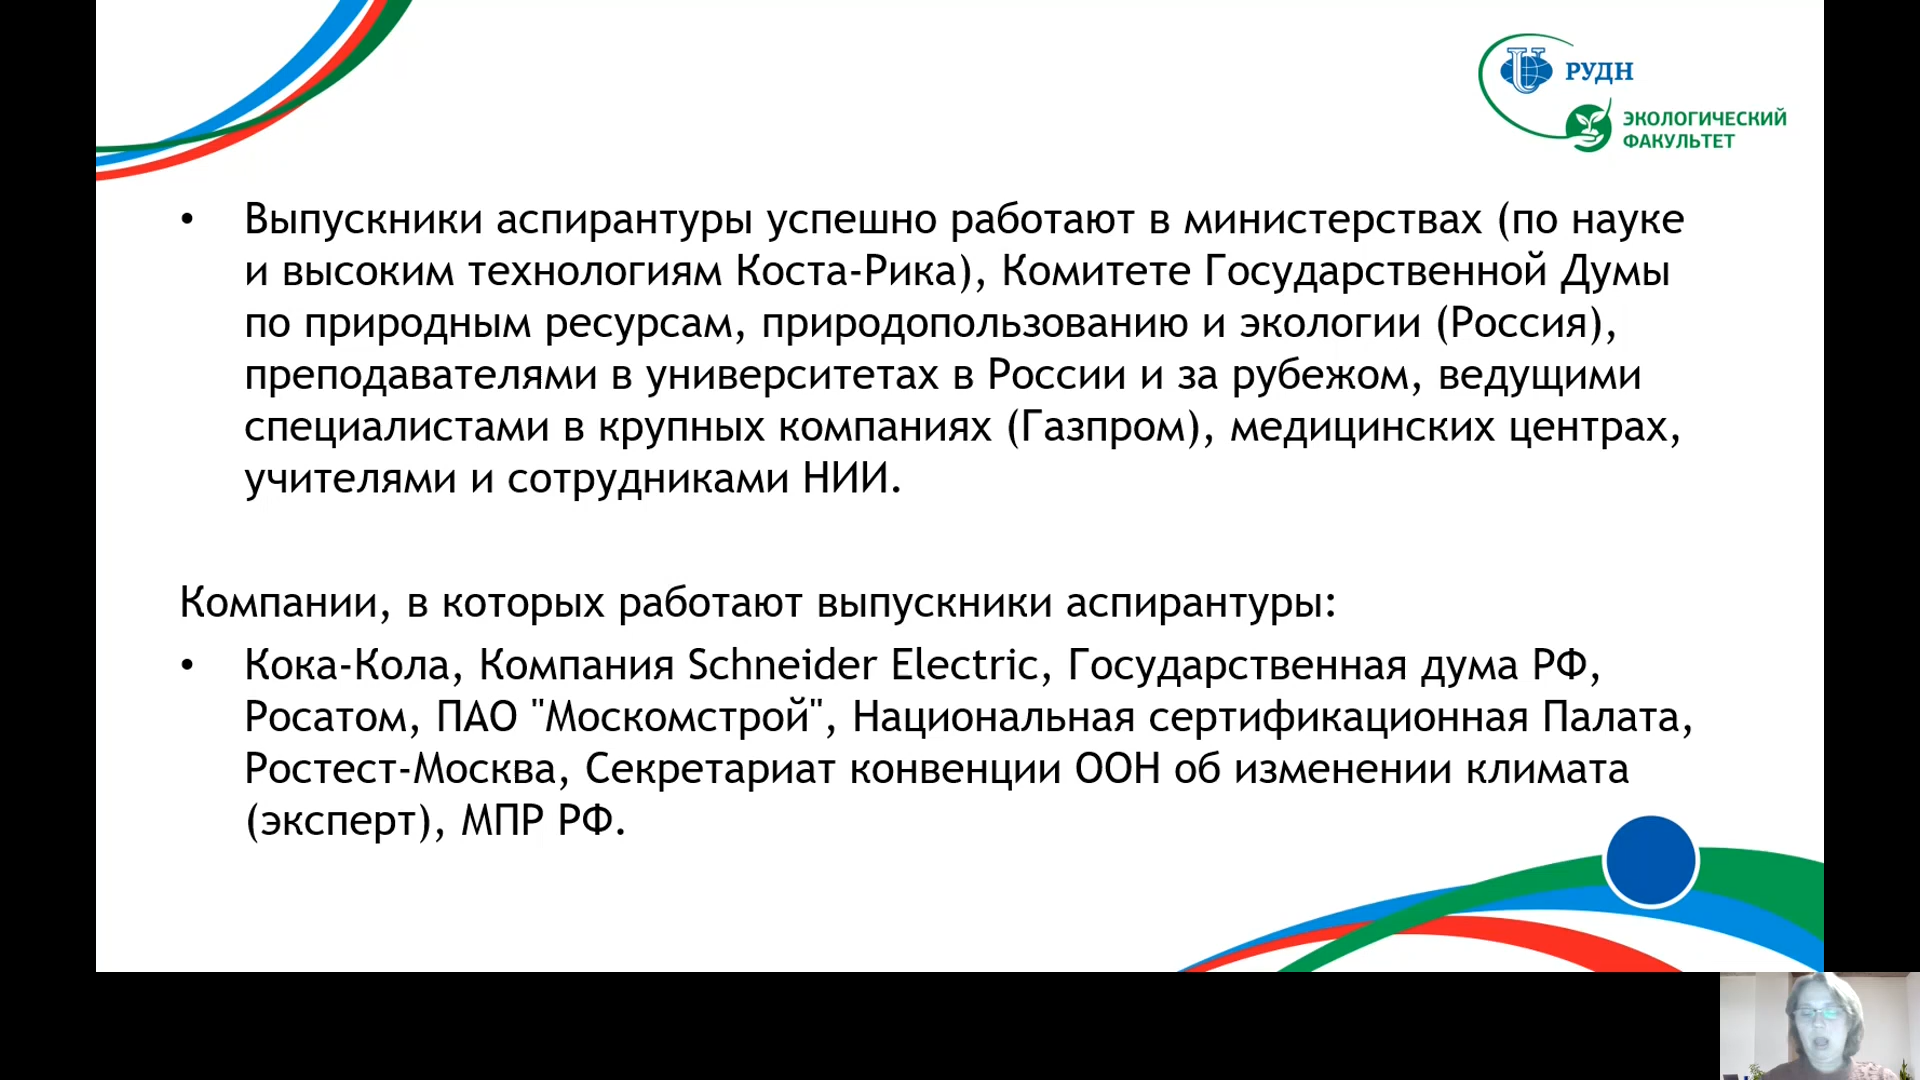 РУДН
ЭКОЛОГИЧЕСКИЙ
ФАКУЛЬТЕТ
• Выпускники аспирантуры успешно работают в министерствах (по науке
и высоким технологиям Коста-Рика), Комитете Государственной Думы
по природным ресурсам, природопользованию и экологии (Россия),
преподавателями в университетах в России и за рубежом, ведущими
специалистами в крупных компаниях (Газпром), медицинских центрах,
учителями и сотрудниками НИИ.
Компании, в которых работают выпускники аспирантуры:
• Кока-Кола, Компания Schneider Electric, Государственная дума РФ,
Росатом, ПАО "Москомстрой", Национальная сертификационная Палата,
Ростест-Москва, Секретариат конвенции ООН об изменении климата
(эксперт), МПР РФ.